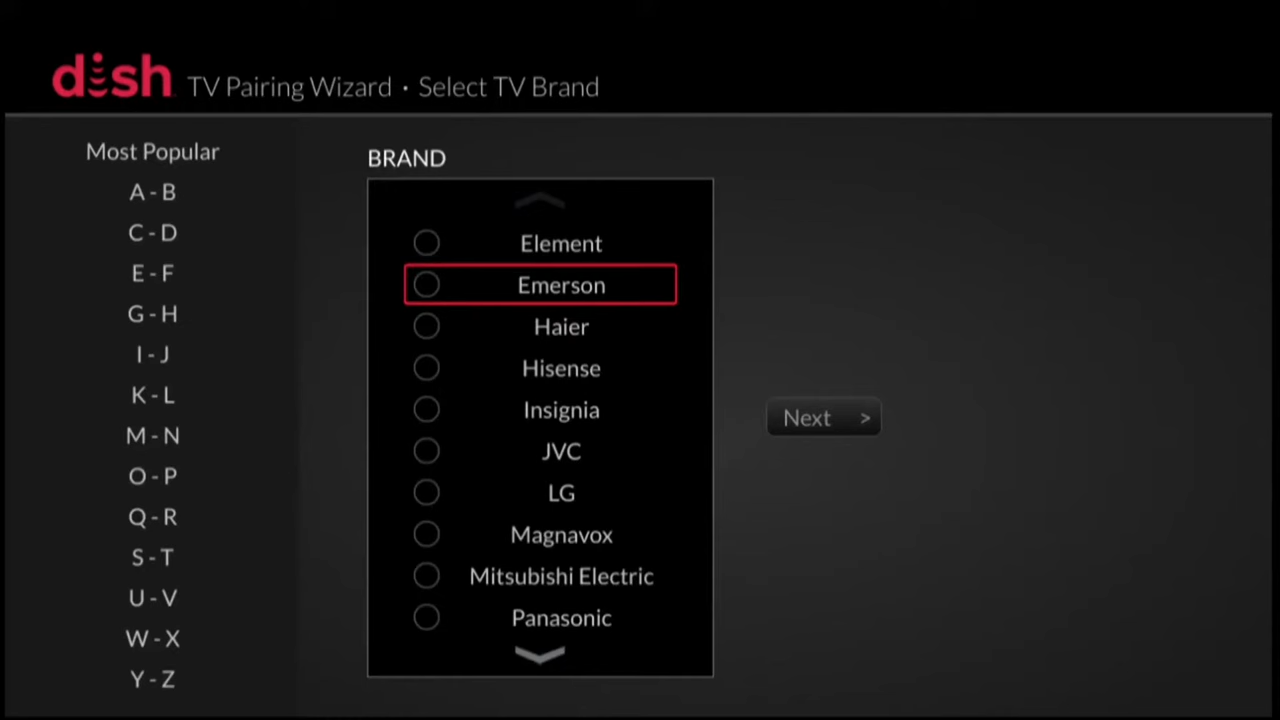 dish TV Pairing Wizard · Select TV Brand
Most Popular
A - B
C - D
E - F
G - H
I - J
K - L
M - N
O - P
Q - R
S - T
U - V
W - X
Y - Z
BRAND
Element
Emerson
Haier
Hisense
Insignia
JVC
LG
Magnavox
Mitsubishi Electric
Panasonic
Next >